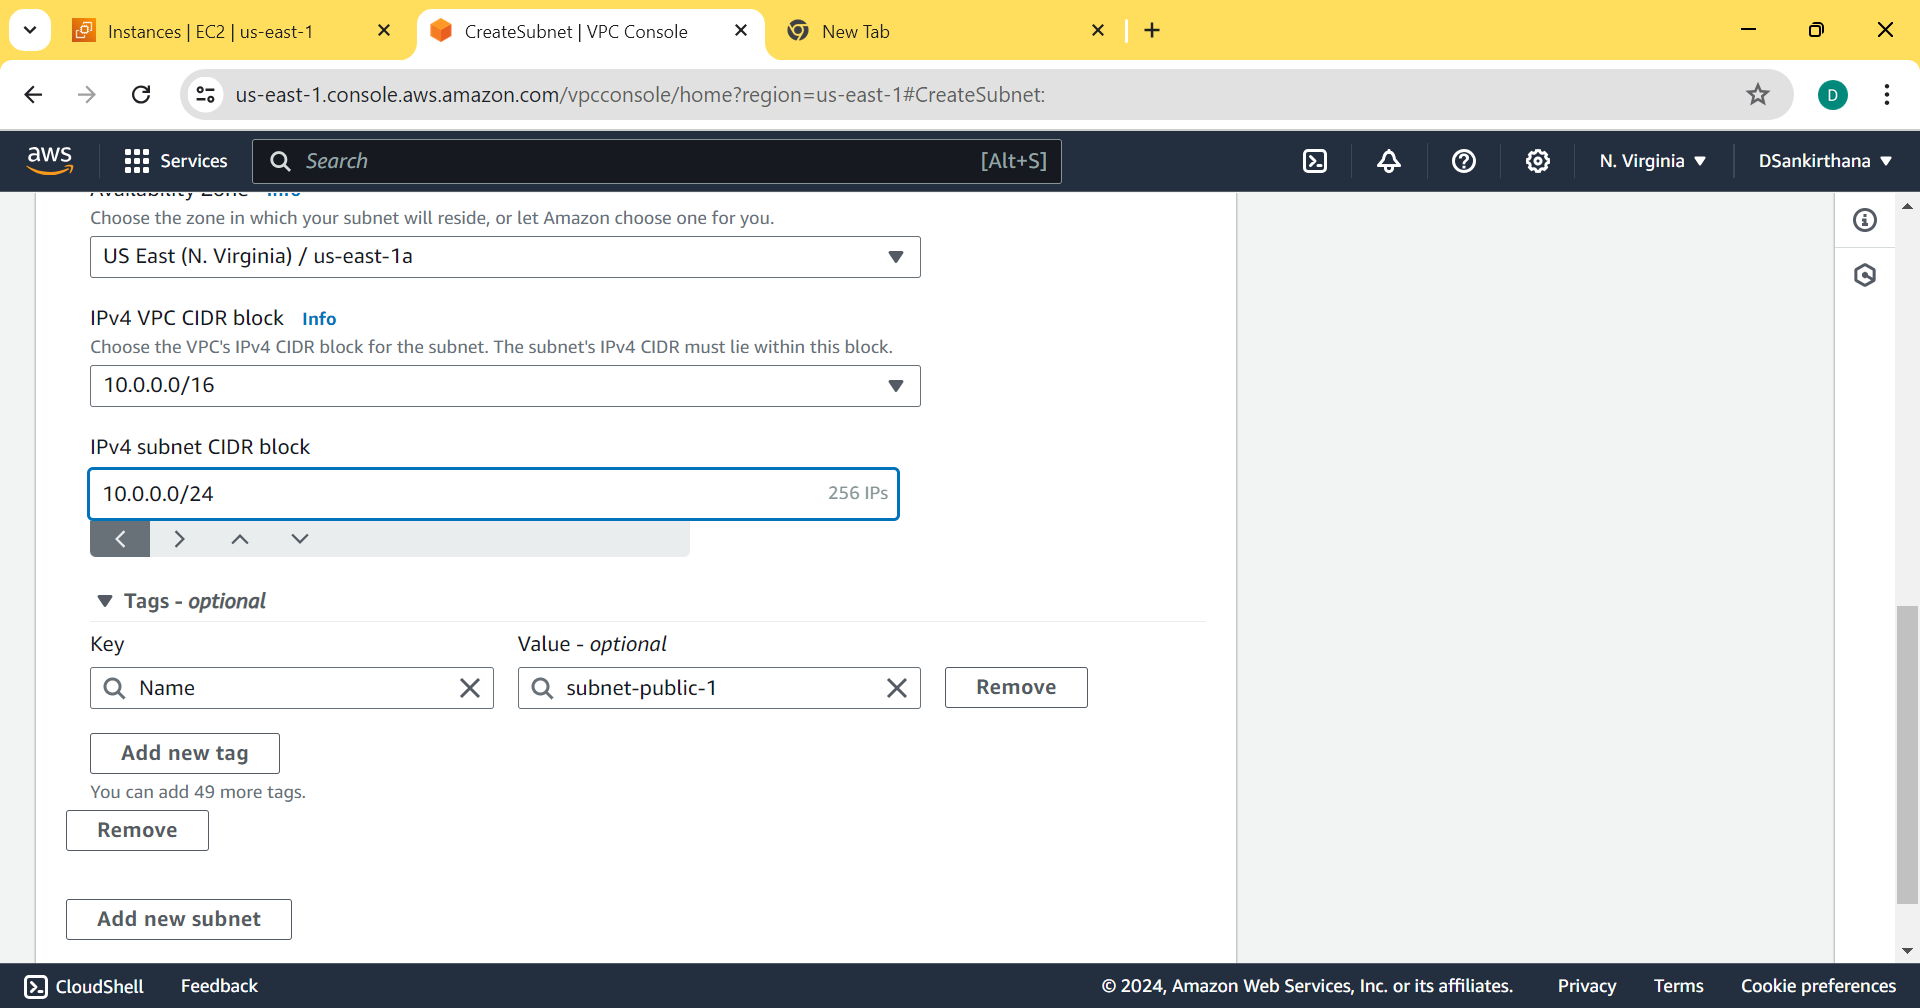 Instances | EC2 | us-east-1
CreateSubnet | VPC Console
New Tab
us-east-1.console.aws.amazon.com/vpcconsole/home?region=us-east-1#CreateSubnet:
D
aws
Services
Search
[Alt+S]
N. Virginia
DSankirthana
Availability Zone Info
Choose the zone in which your subnet will reside, or let Amazon choose one for you.
US East (N. Virginia) / us-east-1a
IPv4 VPC CIDR block Info
Choose the VPC's IPv4 CIDR block for the subnet. The subnet's IPv4 CIDR must lie within this block.
10.0.0.0/16
IPv4 subnet CIDR block
10.0.0.0/24 256 IPs
Tags - optional
Key Value - optional
Name subnet-public-1 Remove
Add new tag
You can add 49 more tags.
Remove
Add new subnet
CloudShell Feedback © 2024, Amazon Web Services, Inc. or its affiliates. Privacy Terms Cookie preferences